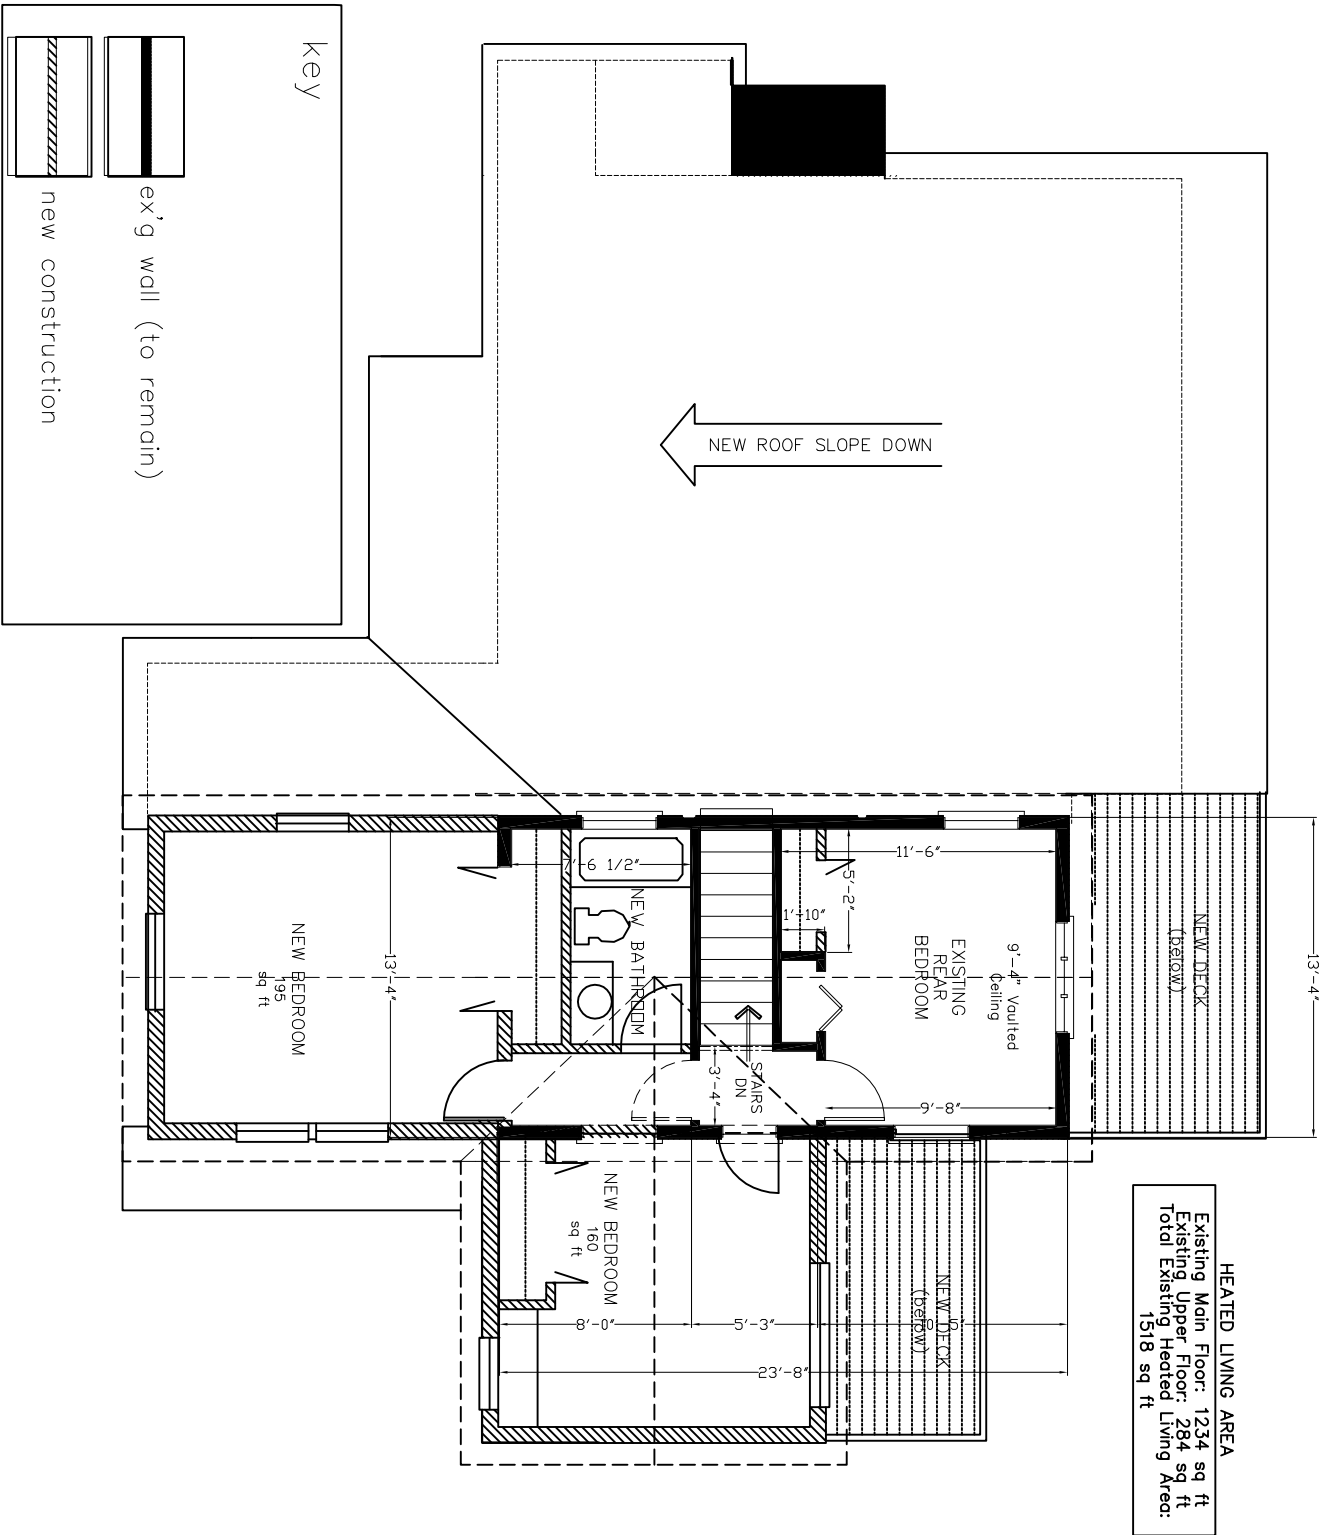 key
ex'g wall (to remain)
new construction
NEW ROOF SLOPE DOWN
13'-4"
NEW DECK
(below)
9'-4" Vaulted
Ceiling
EXISTING
REAR
BEDROOM
11'-6"
5'-2"
1'-10"
9'-8"
STAIRS
DN
3'-4"
7'-6 1/2"
NEW BATHROOM
13'-4"
NEW BEDROOM
195
sq ft
NEW BEDROOM
160
sq ft
8'-0"
5'-3"
23'-8"
NEW DECK
(below)
HEATED LIVING AREA
Existing Main Floor: 1234 sq ft
Existing Upper Floor: 284 sq ft
Total Existing Heated Living Area:
1518 sq ft